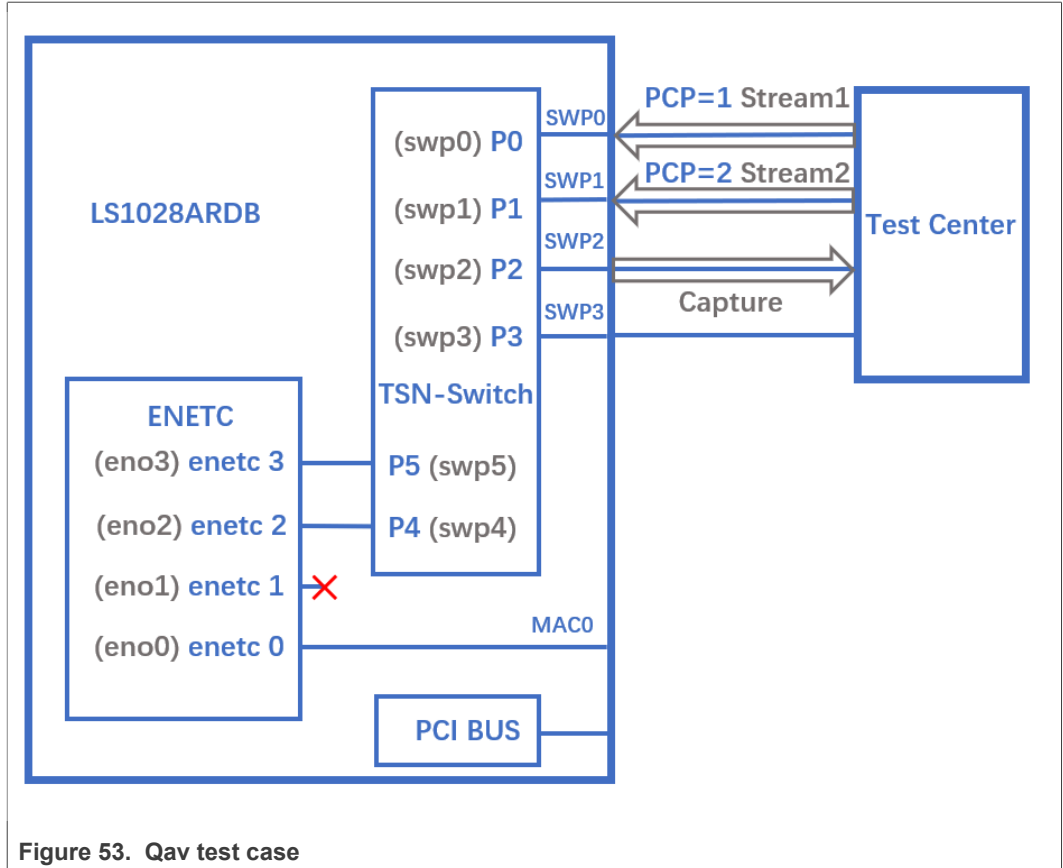 PCP=1 Stream1
SWP0
(swp0) P0
PCP=2 Stream2
SWP1
(swp1) P1
LS1028ARDB
Test Center
SWP2
(swp2) P2
Capture
SWP3
(swp3) P3
TSN-Switch
ENETC
(eno3) enetc 3
P5 (swp5)
(eno2) enetc 2
P4 (swp4)
(eno1) enetc 1
MAC0
(eno0) enetc 0
PCI BUS
Figure 53. Qav test case